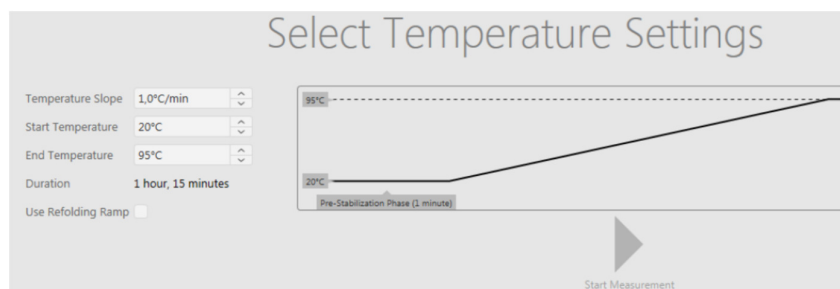 Select Temperature Settings
Temperature Slope 1,0°C/min
Start Temperature 20°C
End Temperature 95°C
Duration 1 hour, 15 minutes
Use Refolding Ramp
95°C
20°C
Pre-Stabilization Phase (1 minute)
Start Measurement